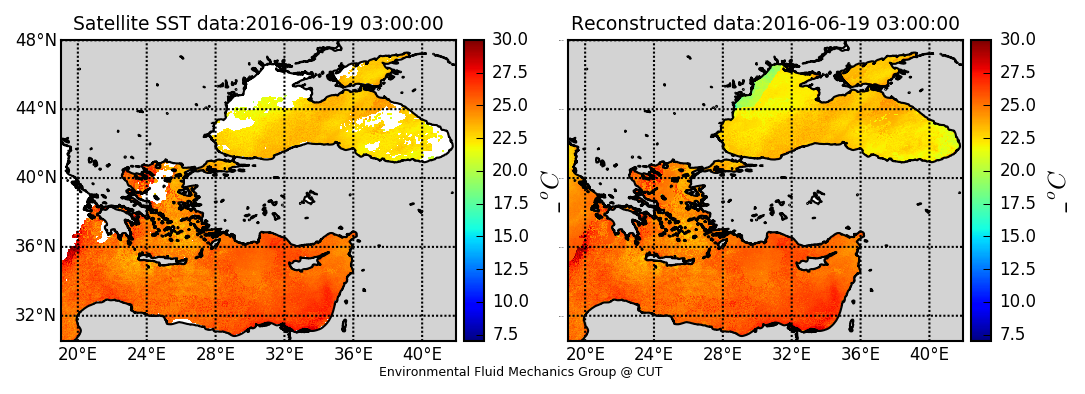 Satellite SST data:2016-06-19 03:00:00
48°N
44°N
40°N
36°N
32°N
20°E 24°E 28°E 32°E 36°E 40°E
30.0
27.5
25.0
22.5
20.0
17.5
15.0
12.5
10.0
7.5
_°C
Reconstructed data:2016-06-19 03:00:00
20°E 24°E 28°E 32°E 36°E 40°E
30.0
27.5
25.0
22.5
20.0
17.5
15.0
12.5
10.0
7.5
_°C
Environmental Fluid Mechanics Group @ CUT